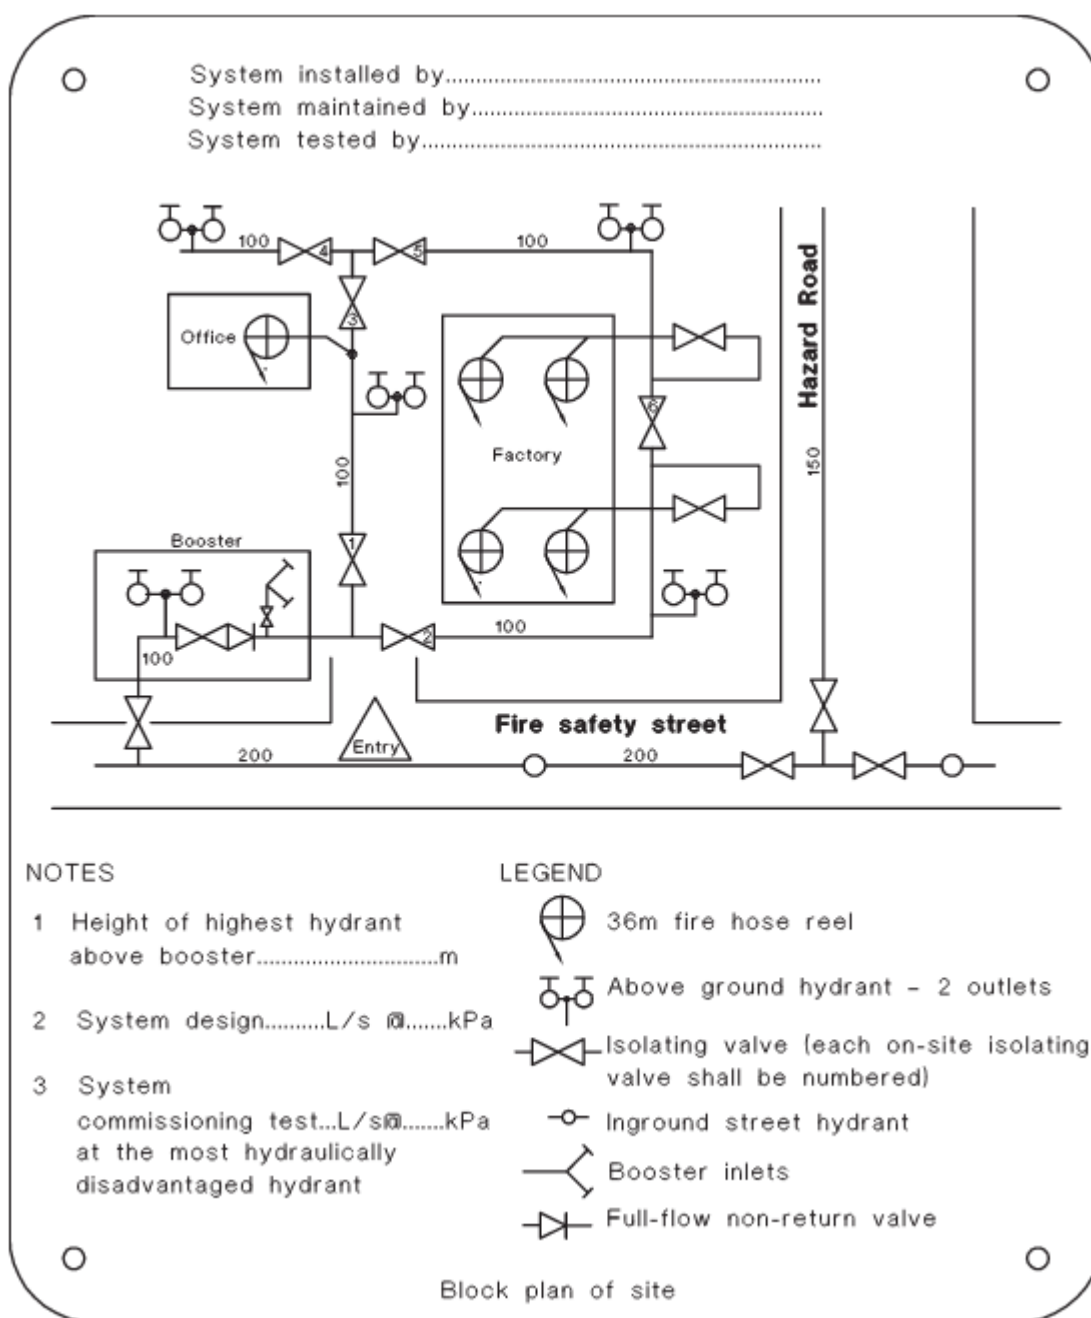 System installed by...............................................................
System maintained by...........................................................
System tested by...................................................................
100
4
5
100
3
Office
Hazard Road
6
Factory
100
150
Booster
1
2
100
100
Fire safety street
Entry
200
200
NOTES
1 Height of highest hydrant
above booster...............................m
2 System design..........L/s @.......kPa
3 System
commissioning test...L/s@.......kPa
at the most hydraulically
disadvantaged hydrant
LEGEND
36m fire hose reel
Above ground hydrant – 2 outlets
Isolating valve (each on-site isolating
valve shall be numbered)
Inground street hydrant
Booster inlets
Full-flow non-return valve
Block plan of site